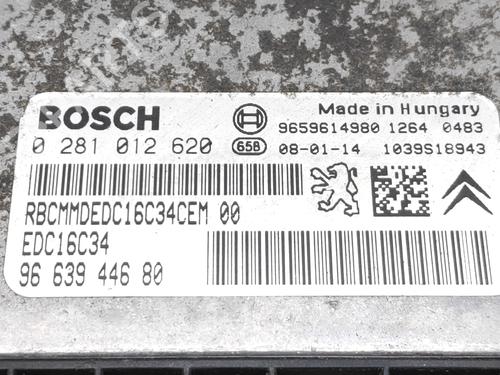 BOSCH
Made in Hungary
9659614980 1264 0483
0 281 012 620
658
08-01-14
1039S18943
RBCMMDEDC16C34CEM 00
EDC16C34
96 639 446 80